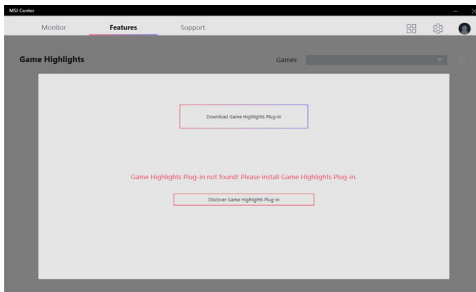 MSI Center
Monitor Features Support
Game Highlights Games
Download Game Highlights Plug-in
Game Highlights Plug-in not found! Please install Game Highlights Plug-in.
Discover Game Highlights Plug-in